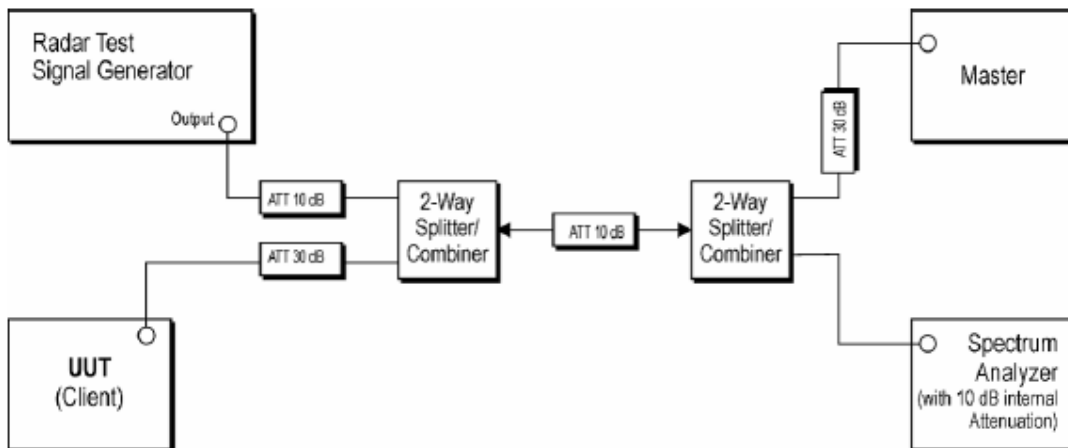 Radar Test
Signal Generator
Output
ATT 10 dB
ATT 30 dB
2-Way
Splitter/
Combiner
ATT 10 dB
2-Way
Splitter/
Combiner
ATT 30 dB
Master
UUT
(Client)
Spectrum
Analyzer
(with 10 dB internal
Attenuation)